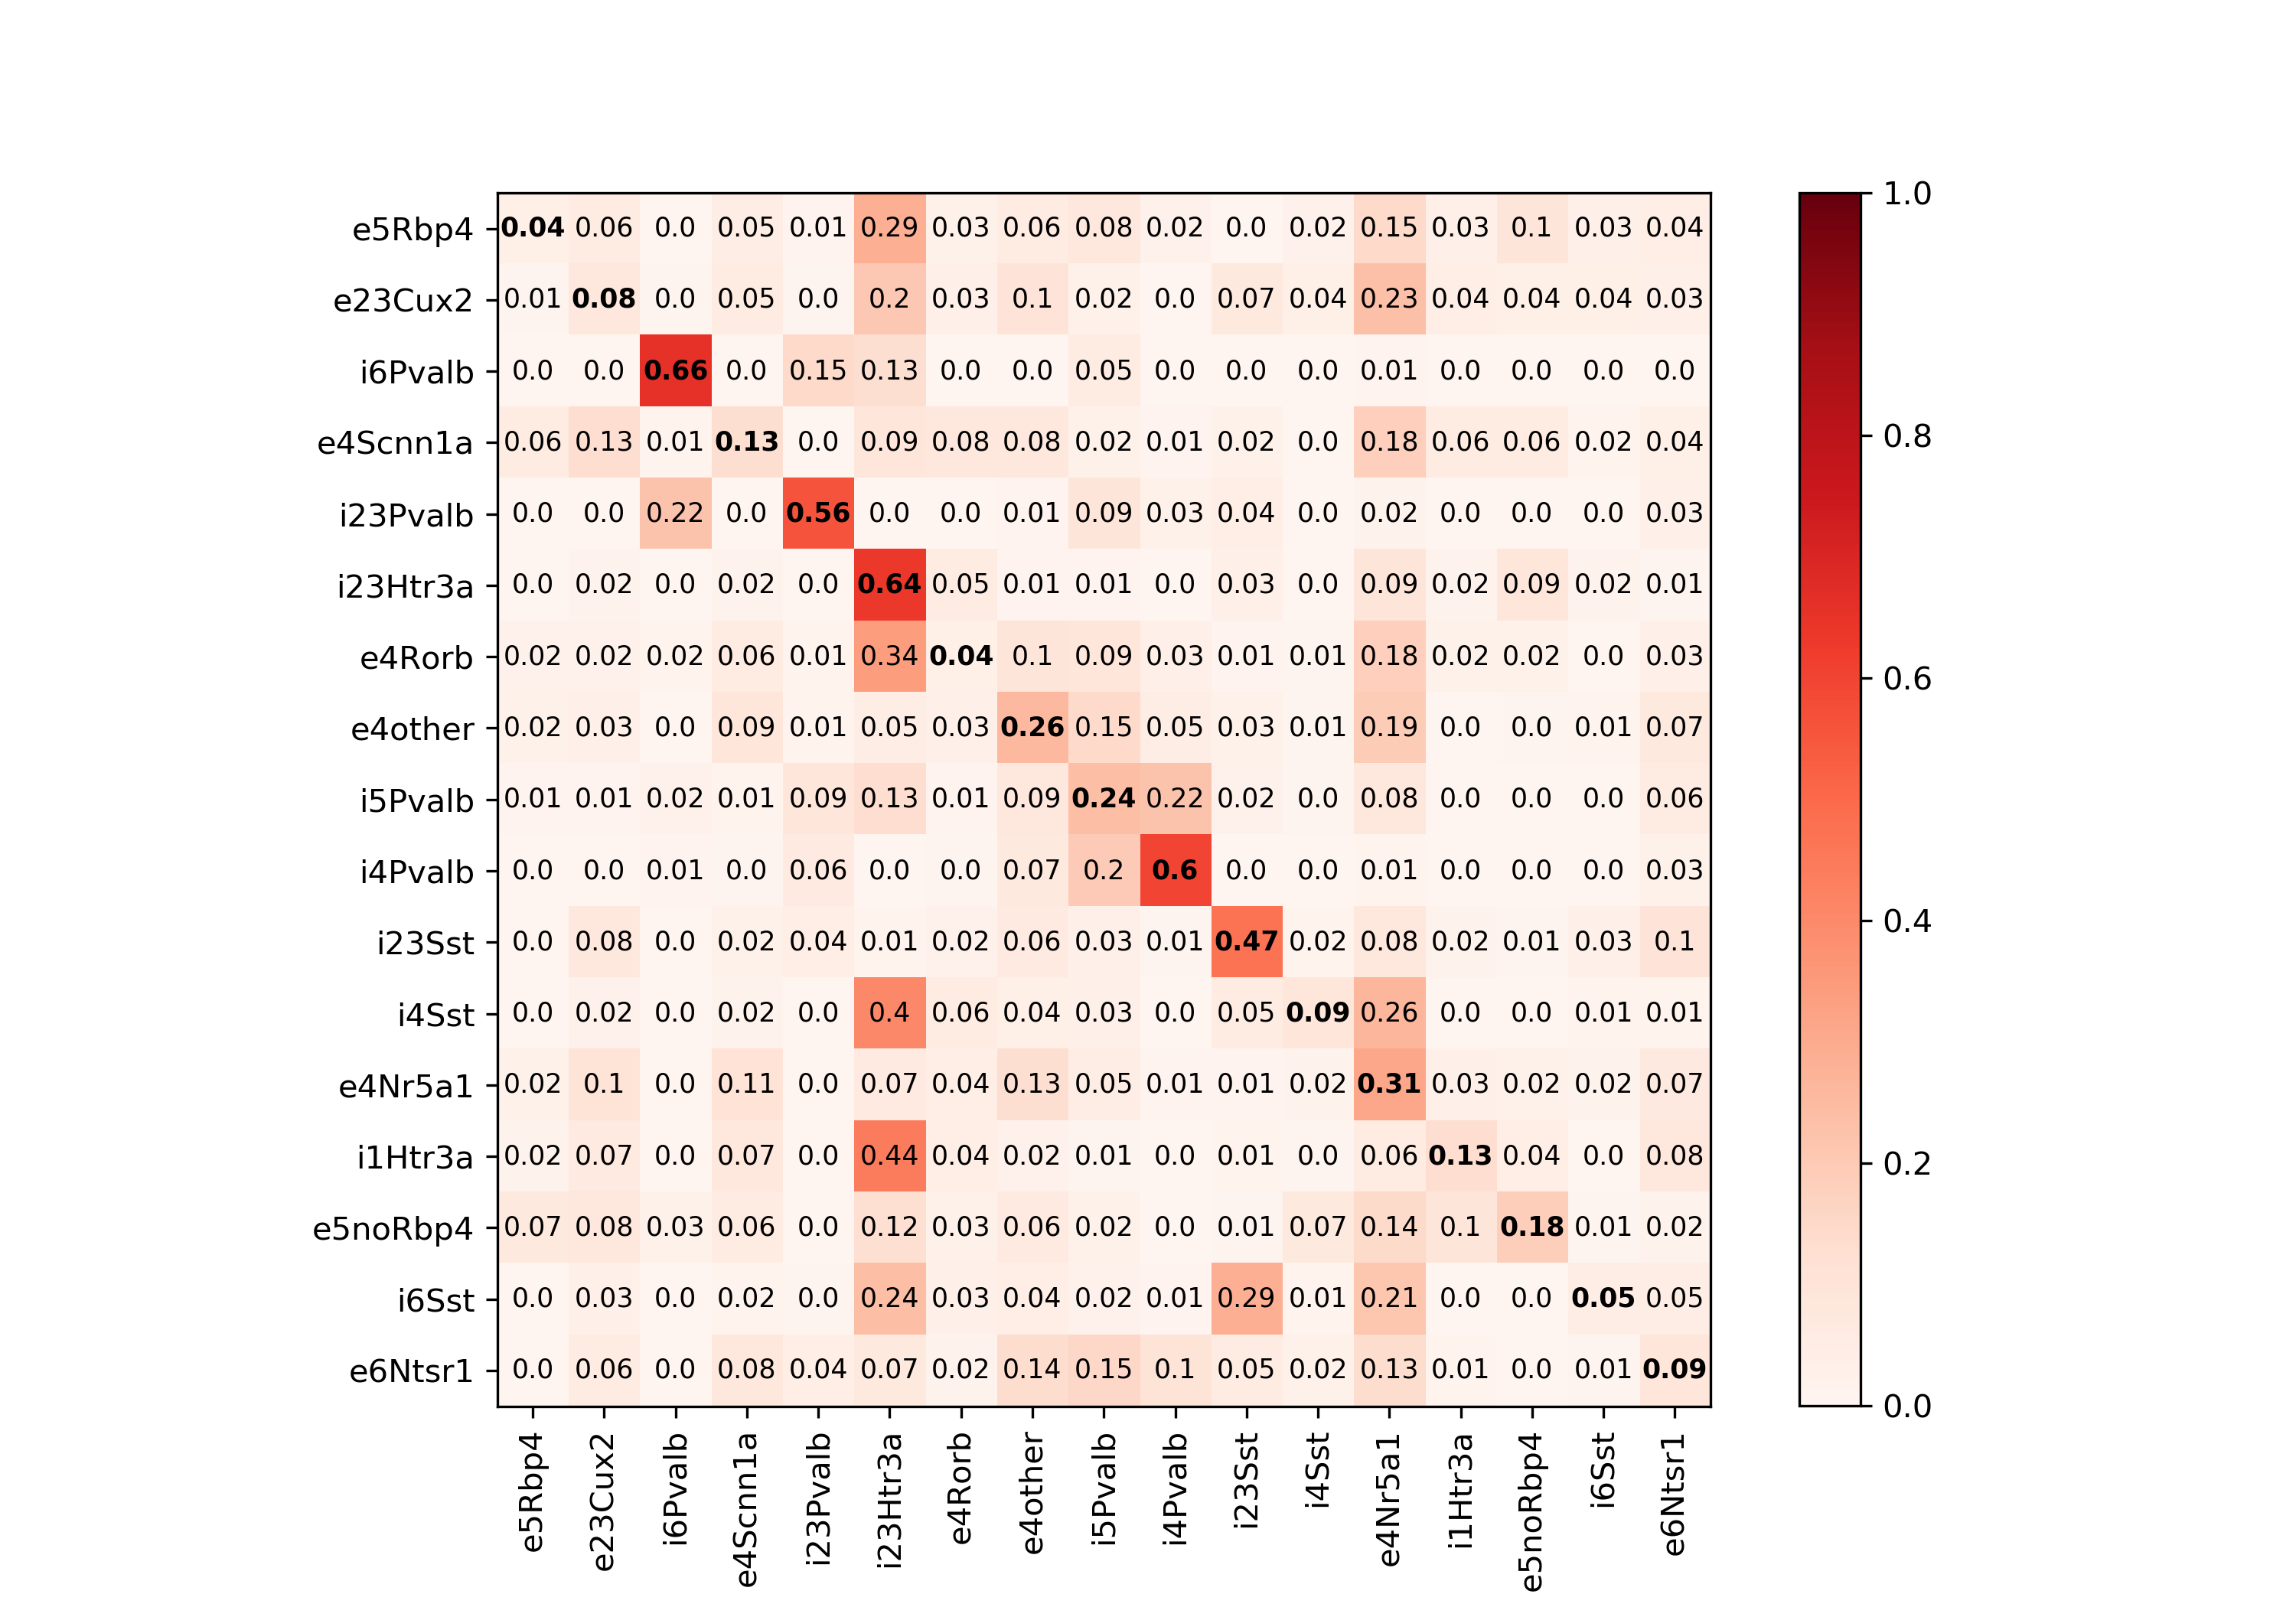 e5Rbp4 0.04 0.06 0.0 0.05 0.01 0.29 0.03 0.06 0.08 0.02 0.0 0.02 0.15 0.03 0.1 0.03 0.04 1.0
e23Cux2 0.01 0.08 0.0 0.05 0.0 0.2 0.03 0.1 0.02 0.0 0.07 0.04 0.23 0.04 0.04 0.04 0.03
i6Pvalb 0.0 0.0 0.66 0.0 0.15 0.13 0.0 0.0 0.05 0.0 0.0 0.0 0.01 0.0 0.0 0.0 0.0
e4Scnn1a 0.06 0.13 0.01 0.13 0.0 0.09 0.08 0.08 0.02 0.01 0.02 0.0 0.18 0.06 0.06 0.02 0.04 0.8
i23Pvalb 0.0 0.0 0.22 0.0 0.56 0.0 0.0 0.01 0.09 0.03 0.04 0.0 0.02 0.0 0.0 0.0 0.03
i23Htr3a 0.0 0.02 0.0 0.02 0.0 0.64 0.05 0.01 0.01 0.0 0.03 0.0 0.09 0.02 0.09 0.02 0.01
e4Rorb 0.02 0.02 0.02 0.06 0.01 0.34 0.04 0.1 0.09 0.03 0.01 0.01 0.18 0.02 0.02 0.0 0.03 0.6
e4other 0.02 0.03 0.0 0.09 0.01 0.05 0.03 0.26 0.15 0.05 0.03 0.01 0.19 0.0 0.0 0.01 0.07
i5Pvalb 0.01 0.01 0.02 0.01 0.09 0.13 0.01 0.09 0.24 0.22 0.02 0.0 0.08 0.0 0.0 0.0 0.06
i4Pvalb 0.0 0.0 0.01 0.0 0.06 0.0 0.0 0.07 0.2 0.6 0.0 0.0 0.01 0.0 0.0 0.0 0.03 0.4
i23Sst 0.0 0.08 0.0 0.02 0.04 0.01 0.02 0.06 0.03 0.01 0.47 0.02 0.08 0.02 0.01 0.03 0.1
i4Sst 0.0 0.02 0.0 0.02 0.0 0.4 0.06 0.04 0.03 0.0 0.05 0.09 0.26 0.0 0.0 0.01 0.01
e4Nr5a1 0.02 0.1 0.0 0.11 0.0 0.07 0.04 0.13 0.05 0.01 0.01 0.02 0.31 0.03 0.02 0.02 0.07
i1Htr3a 0.02 0.07 0.0 0.07 0.0 0.44 0.04 0.02 0.01 0.0 0.01 0.0 0.06 0.13 0.04 0.0 0.08 0.2
e5noRbp4 0.07 0.08 0.03 0.06 0.0 0.12 0.03 0.06 0.02 0.0 0.01 0.07 0.14 0.1 0.18 0.01 0.02
i6Sst 0.0 0.03 0.0 0.02 0.0 0.24 0.03 0.04 0.02 0.01 0.29 0.01 0.21 0.0 0.0 0.05 0.05
e6Ntsr1 0.0 0.06 0.0 0.08 0.04 0.07 0.02 0.14 0.15 0.1 0.05 0.02 0.13 0.01 0.0 0.01 0.09 0.0
e5Rbp4 e23Cux2 i6Pvalb e4Scnn1a i23Pvalb i23Htr3a e4Rorb e4other i5Pvalb i4Pvalb i23Sst i4Sst e4Nr5a1 i1Htr3a e5noRbp4 i6Sst e6Ntsr1